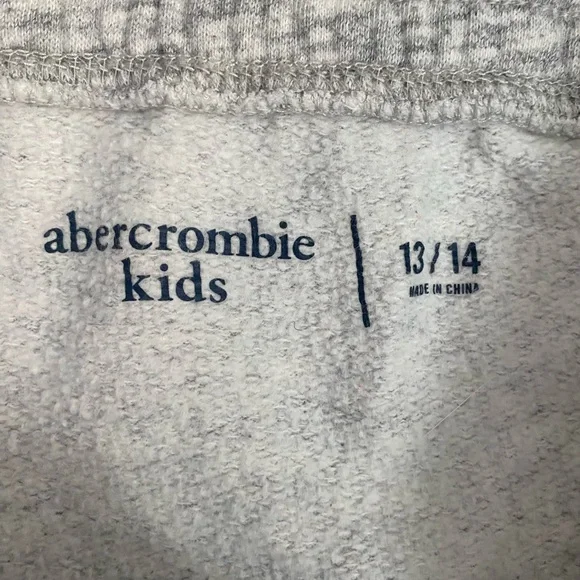 abercrombie
kids
13/14
MADE IN CHINA